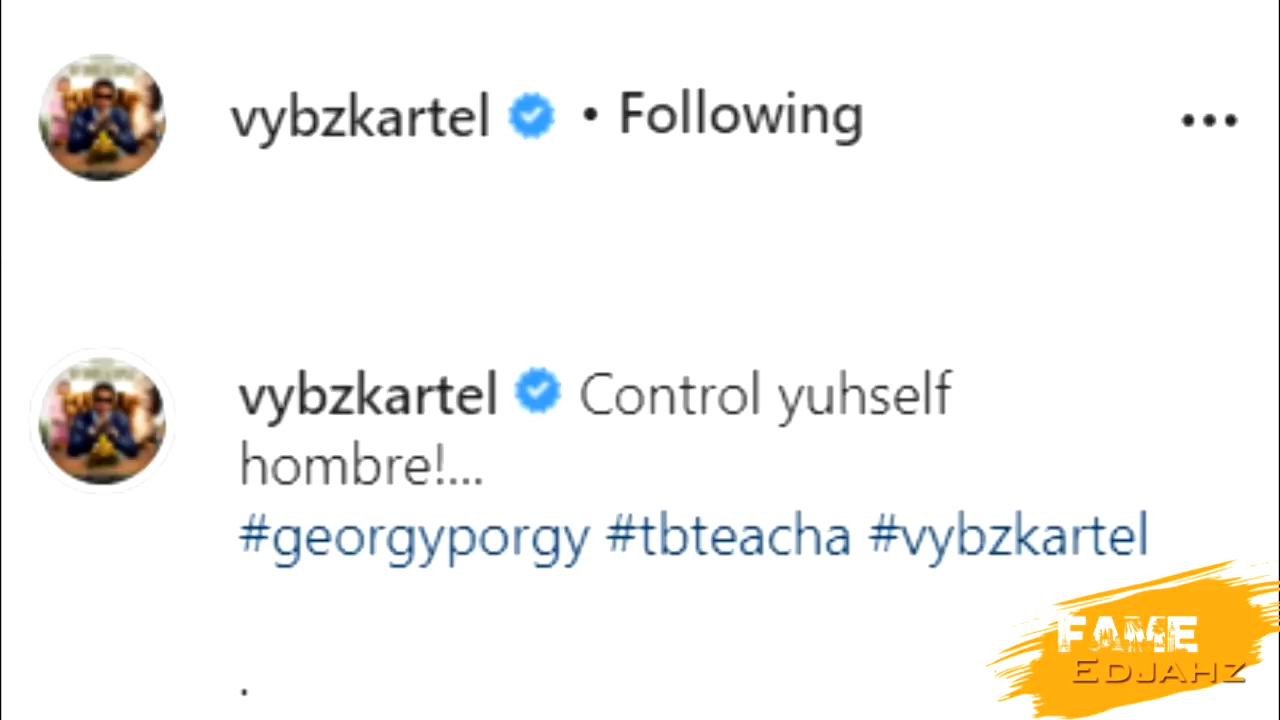 vybzkartel • Following
vybzkartel Control yuhself
hombre!...
#georgyporgy #tbteacha #vybzkartel
.
FAME
EDJAHZ